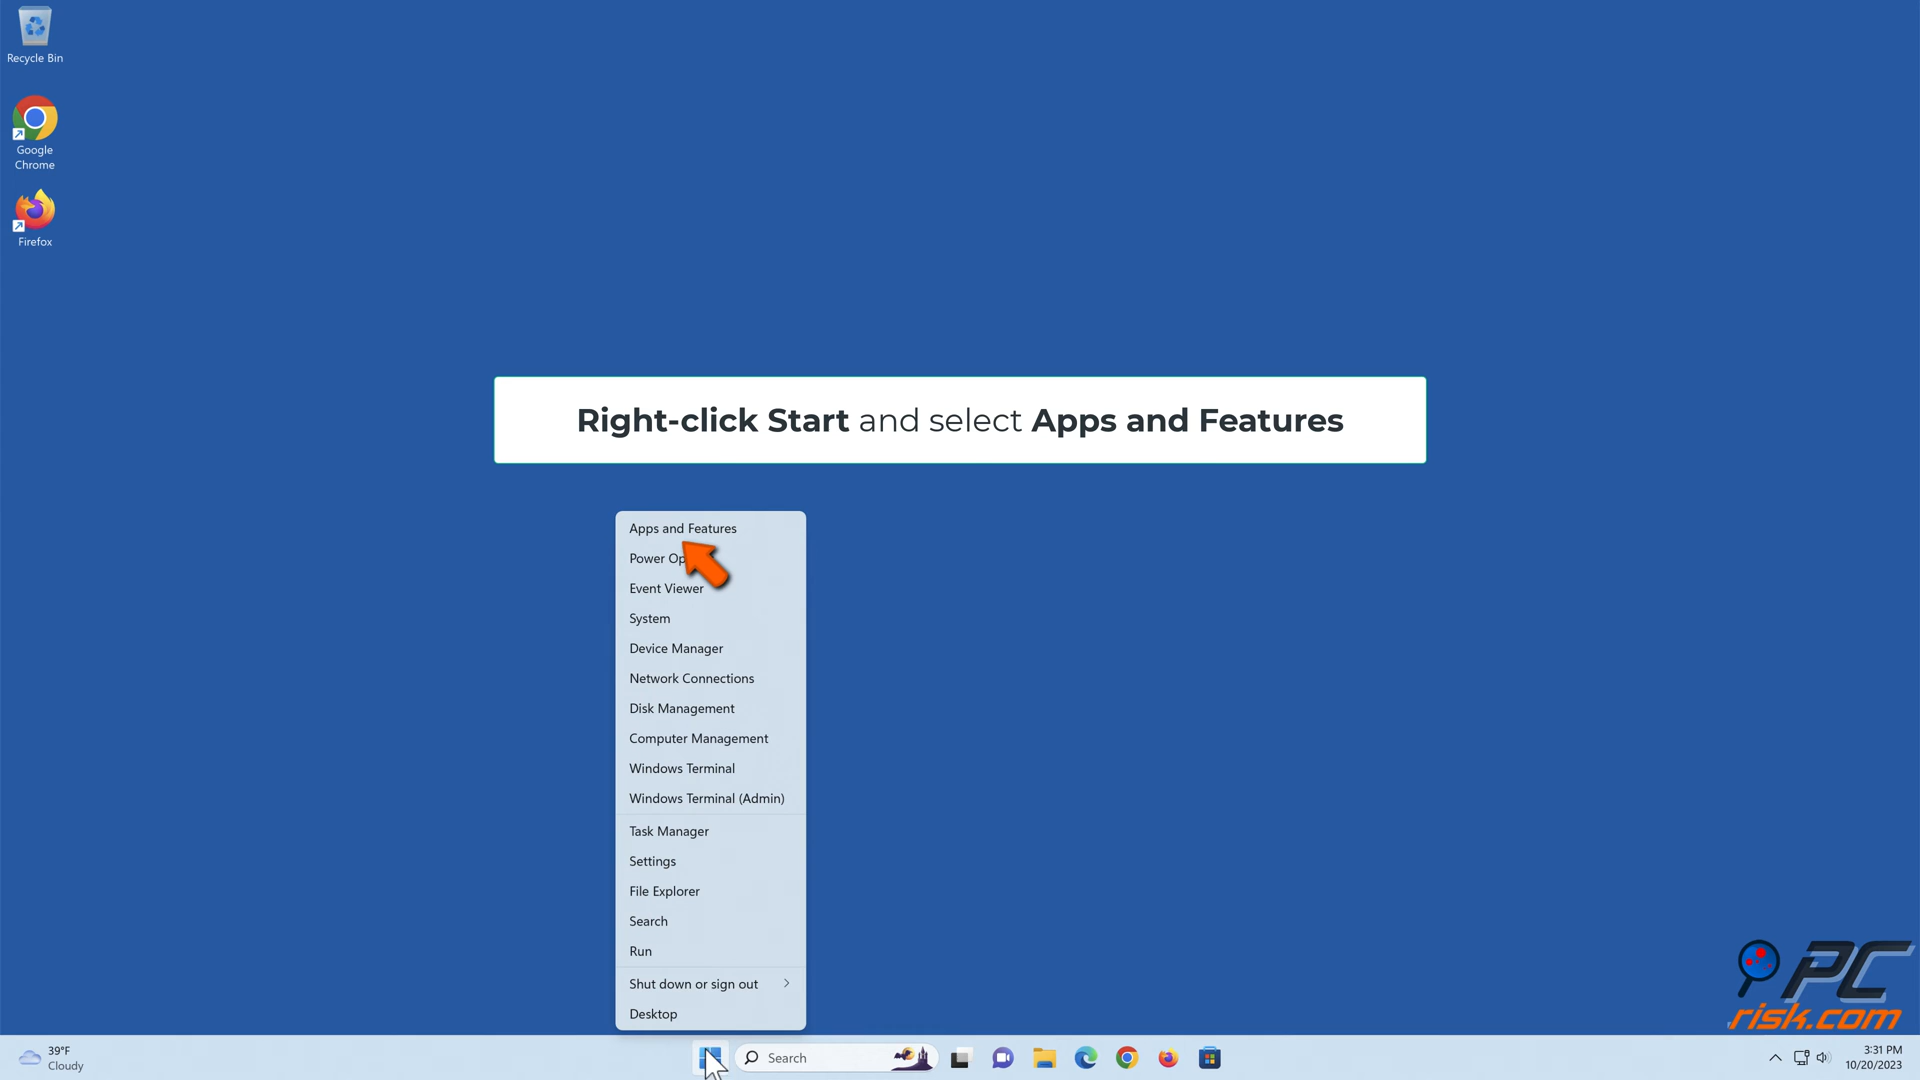 Recycle Bin
Google
Chrome
Firefox
Right-click Start and select Apps and Features
Apps and Features
Power Op
Event Viewer
System
Device Manager
Network Connections
Disk Management
Computer Management
Windows Terminal
Windows Terminal (Admin)
Task Manager
Settings
File Explorer
Search
Run
Shut down or sign out
Desktop
PC
risk.com
39°F
Cloudy
Search
3:31 PM
10/20/2023